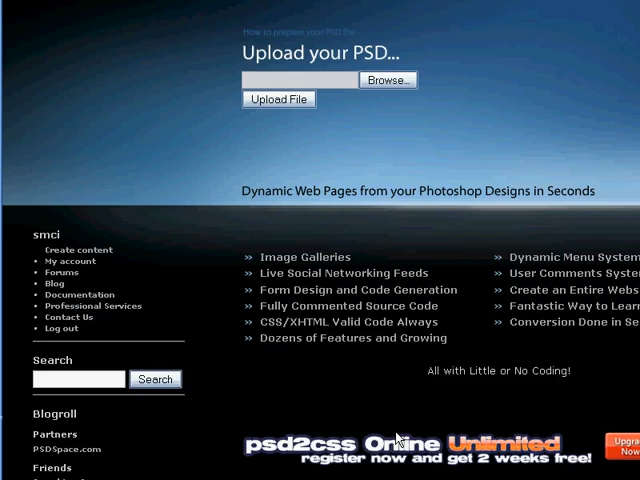 How to prepare your PSD file
Upload your PSD...
Browse..
Upload File
Dynamic Web Pages from your Photoshop Designs in Seconds
smci
Create content
My account
Forums
Blog
Documentation
Professional Services
Contact Us
Log out
Search
Search
Blogroll
Partners
PSDSpace.com
Friends
» Image Galleries
» Live Social Networking Feeds
» Form Design and Code Generation
» Fully Commented Source Code
» CSS/XHTML Valid Code Always
» Dozens of Features and Growing
» Dynamic Menu System
» User Comments Syste
» Create an Entire Webs
» Fantastic Way to Lear
» Conversion Done in Se
All with Little or No Coding!
psd2css Online Unlimited
register now and get 2 weeks free!
Upgra
Now